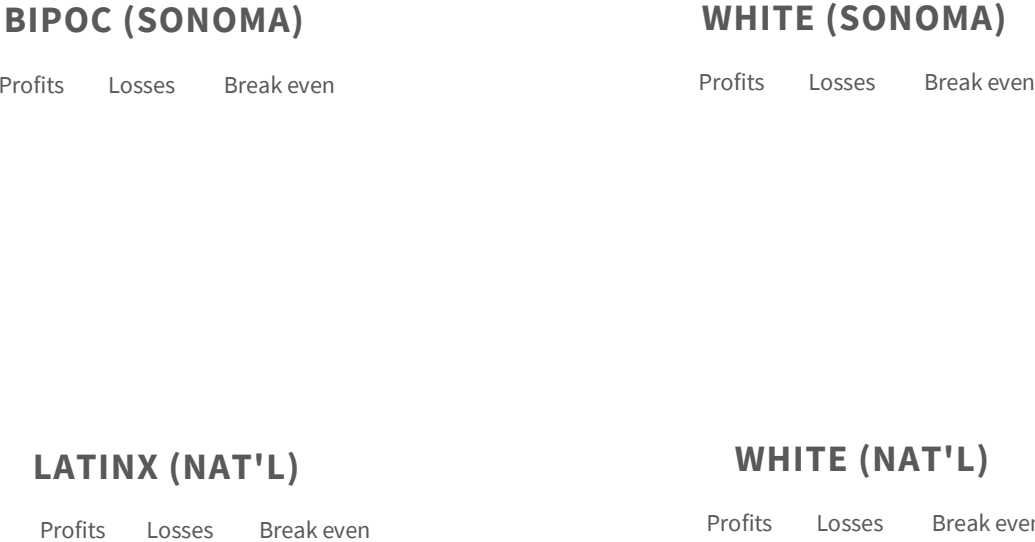 BIPOC (SONOMA)
Profits Losses Break even
WHITE (SONOMA)
Profits Losses Break even
LATINX (NAT'L)
Profits Losses Break even
WHITE (NAT'L)
Profits Losses Break even